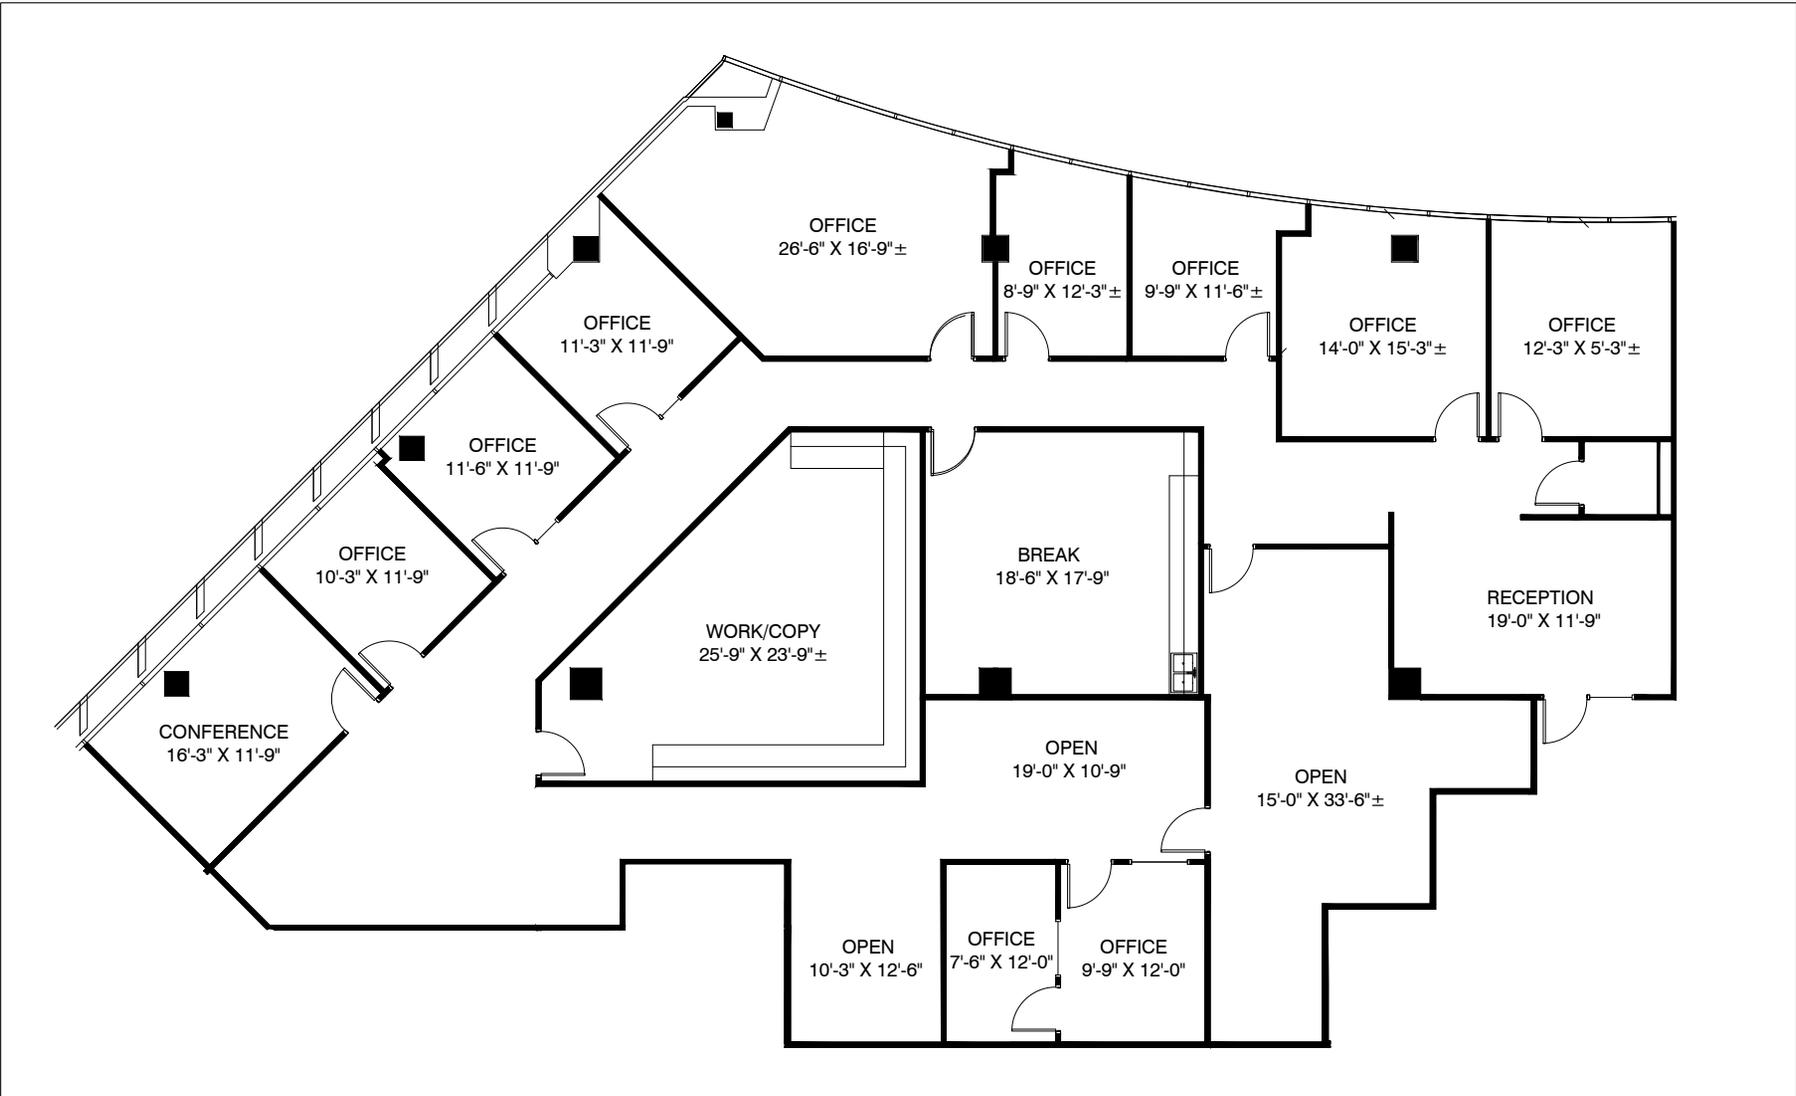 OFFICE
26'-6" X 16'-9"±
OFFICE
8'-9" X 12'-3"±
OFFICE
9'-9" X 11'-6"±
OFFICE
14'-0" X 15'-3"±
OFFICE
12'-3" X 5'-3"±
OFFICE
11'-3" X 11'-9"
OFFICE
11'-6" X 11'-9"
OFFICE
10'-3" X 11'-9"
BREAK
18'-6" X 17'-9"
RECEPTION
19'-0" X 11'-9"
WORK/COPY
25'-9" X 23'-9"±
CONFERENCE
16'-3" X 11'-9"
OPEN
19'-0" X 10'-9"
OPEN
15'-0" X 33'-6"±
OPEN
10'-3" X 12'-6"
OFFICE
7'-6" X 12'-0"
OFFICE
9'-9" X 12'-0"